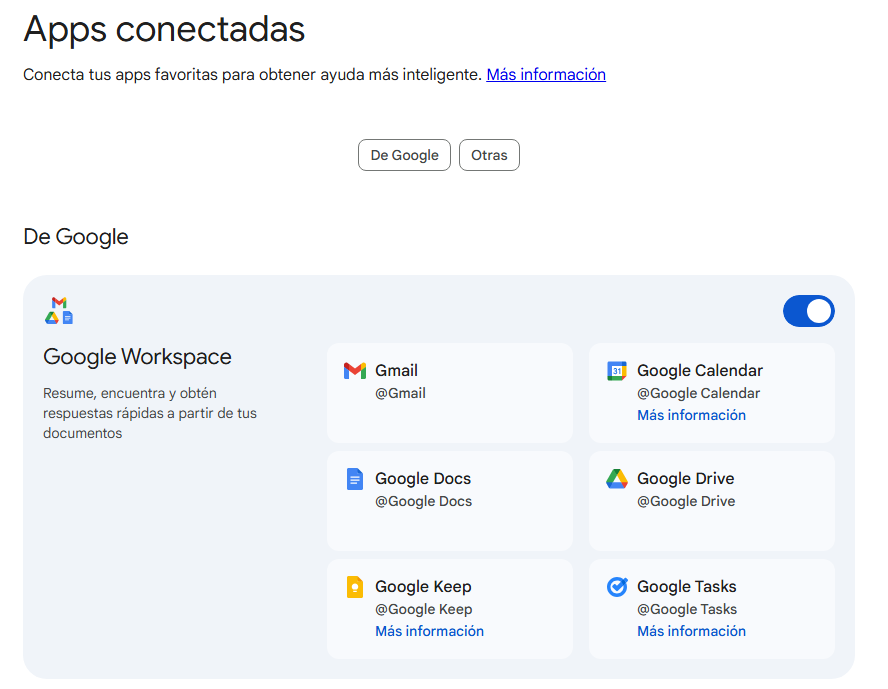 Apps conectadas
Conecta tus apps favoritas para obtener ayuda más inteligente. Más información
De Google
Otras
De Google
Google Workspace
Resume, encuentra y obtén
respuestas rápidas a partir de tus
documentos
Gmail
@Gmail
Google Calendar
@Google Calendar
Más información
Google Docs
@Google Docs
Google Drive
@Google Drive
Google Keep
@Google Keep
Más información
Google Tasks
@Google Tasks
Más información
31